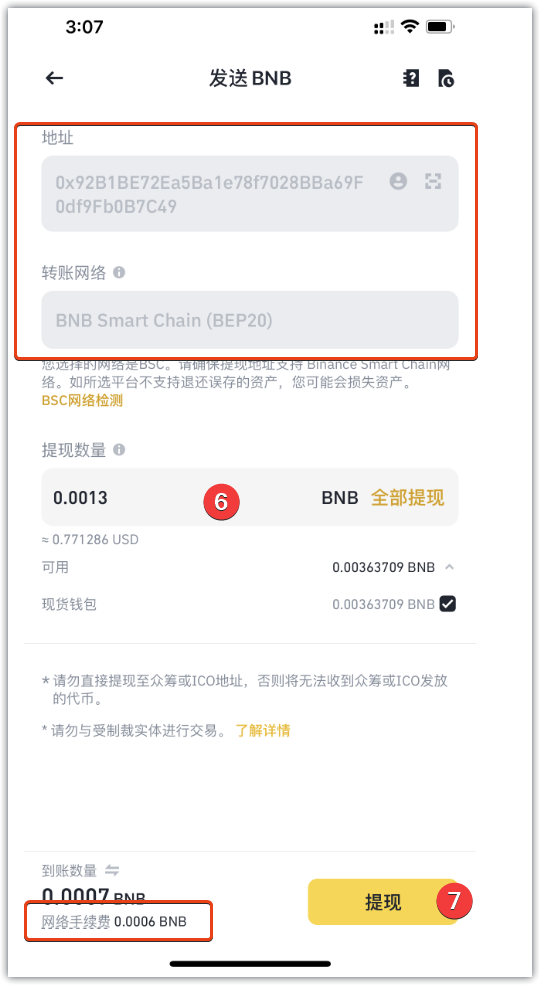 3:07
发送 BNB
地址
0x92B1BE72Ea5Ba1e78f7028BBa69F
0df9Fb0B7C49
转账网络
BNB Smart Chain (BEP20)
您选择的网络是BSC。请确保提现地址支持 Binance Smart Chain网
络。如所选平台不支持退还误存的资产，您可能会损失资产。
BSC网络检测
提现数量
0.0013 6 BNB 全部提现
≈ 0.771286 USD
可用 0.00363709 BNB
现货钱包 0.00363709 BNB
* 请勿直接提现至众筹或ICO地址，否则将无法收到众筹或ICO发放
的代币。
* 请勿与受制裁实体进行交易。 了解详情
到账数量
0.0007 BNB
网络手续费 0.0006 BNB
提现 7